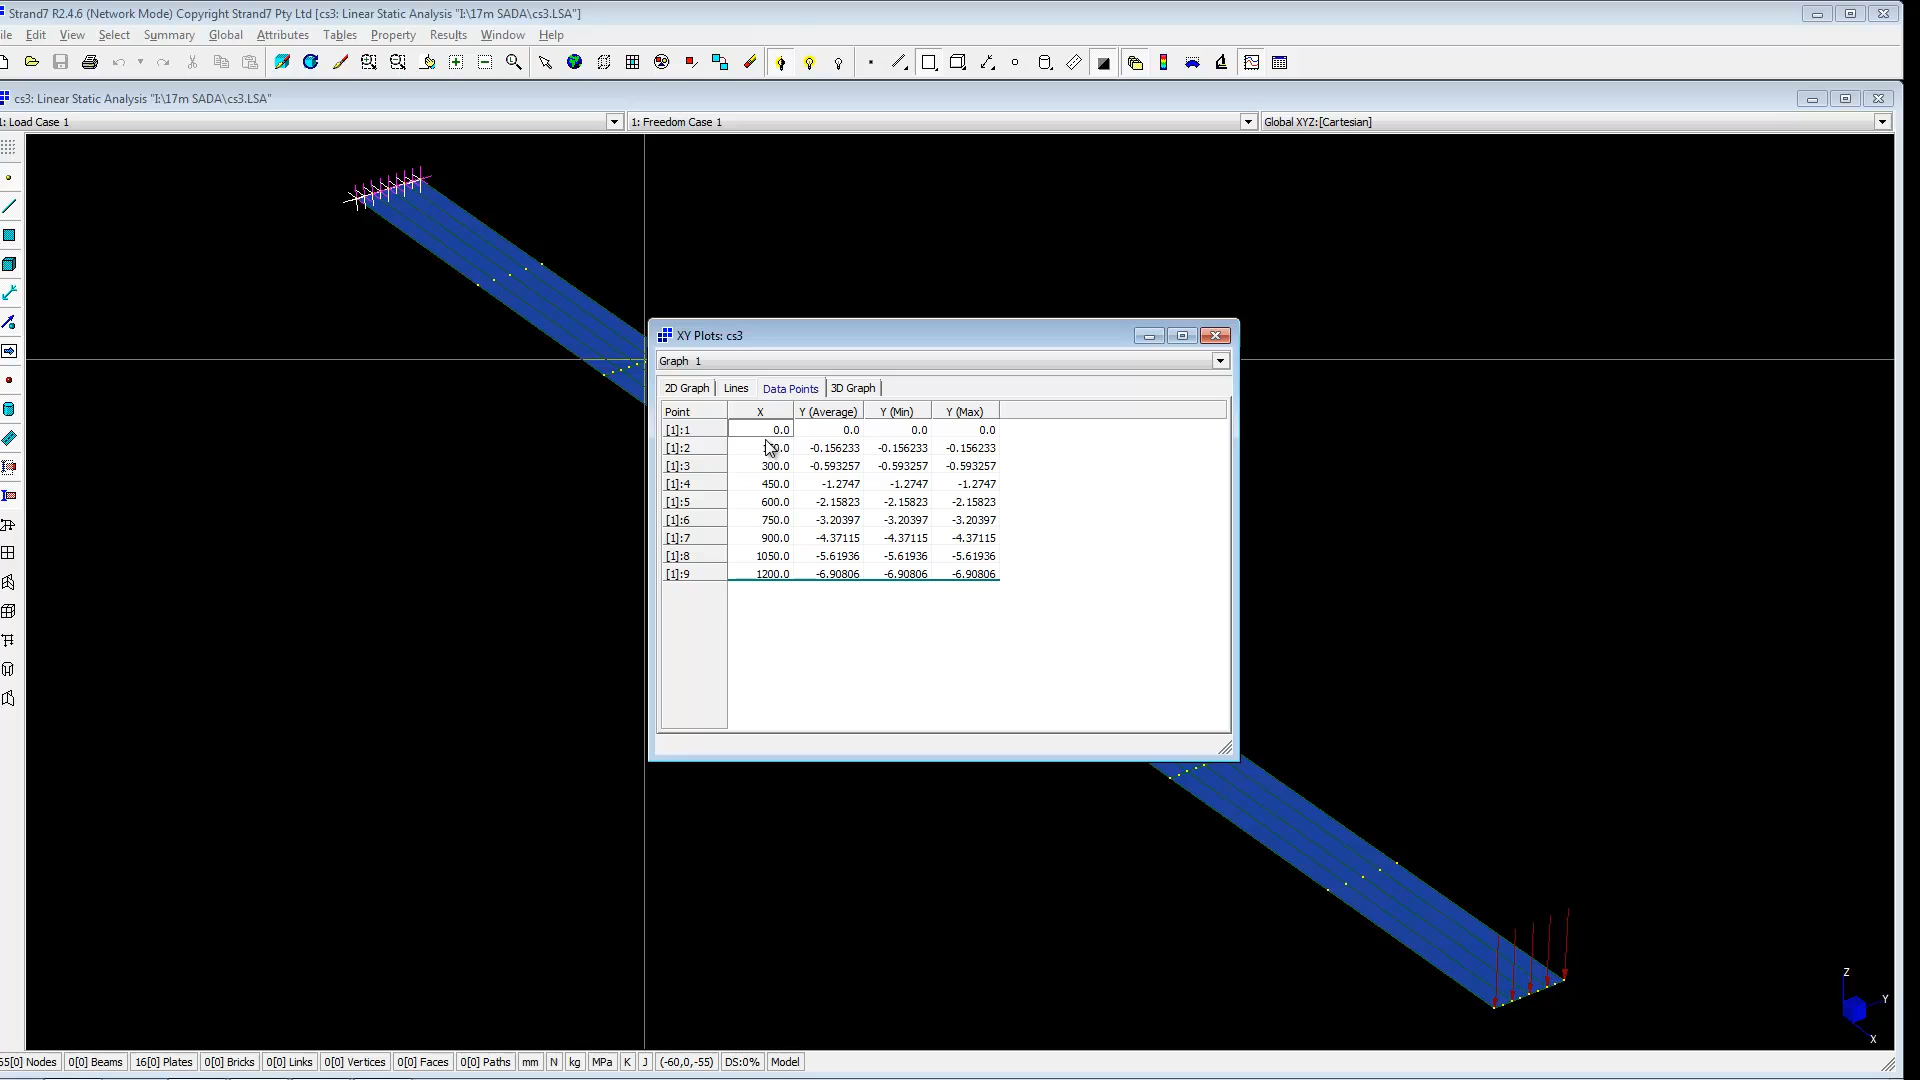 Strand7 R2.4.6 (Network Mode) Copyright Strand7 Pty Ltd [cs3: Linear Static Analysis "I:\17m SADA\cs3.LSA"]
ile Edit View Select Summary Global Attributes Tables Property Results Window Help
cs3: Linear Static Analysis "I:\17m SADA\cs3.LSA"
1: Load Case 1 1: Freedom Case 1 Global XYZ:[Cartesian]
XY Plots: cs3
Graph 1
2D Graph Lines Data Points 3D Graph
Point X Y (Average) Y (Min) Y (Max)
[1]:1 0.0 0.0 0.0 0.0
[1]:2 -0.156233 -0.156233 -0.156233
[1]:3 300.0 -0.593257 -0.593257 -0.593257
[1]:4 450.0 -1.2747 -1.2747 -1.2747
[1]:5 600.0 -2.15823 -2.15823 -2.15823
[1]:6 750.0 -3.20397 -3.20397 -3.20397
[1]:7 900.0 -4.37115 -4.37115 -4.37115
[1]:8 1050.0 -5.61936 -5.61936 -5.61936
[1]:9 1200.0 -6.90806 -6.90806 -6.90806
Z
Y
X
55[0] Nodes 0[0] Beams 16[0] Plates 0[0] Bricks 0[0] Links 0[0] Vertices 0[0] Faces 0[0] Paths mm N kg MPa K J (-60,0,-55) DS:0% Model